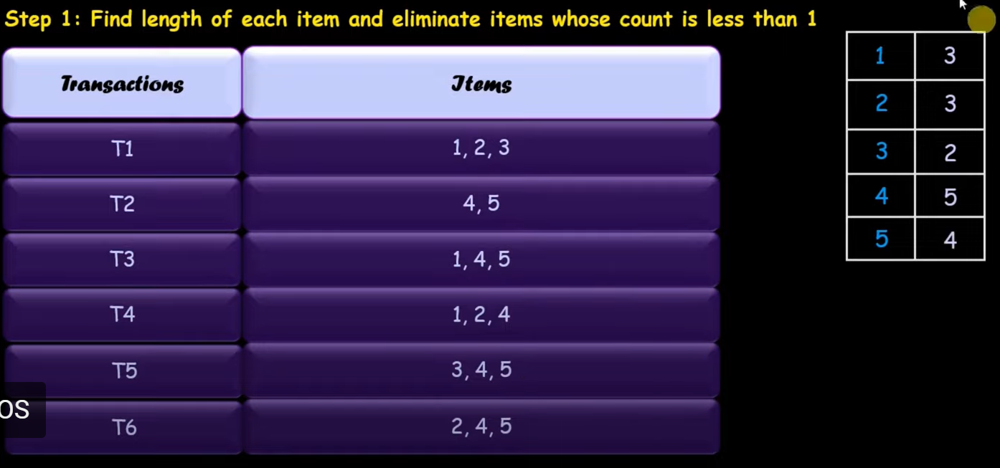 Step 1: Find length of each item and eliminate items whose count is less than 1
Transactions Items
T1 1, 2, 3
T2 4, 5
T3 1, 4, 5
T4 1, 2, 4
T5 3, 4, 5
T6 2, 4, 5
1 3
2 3
3 2
4 5
5 4
OS